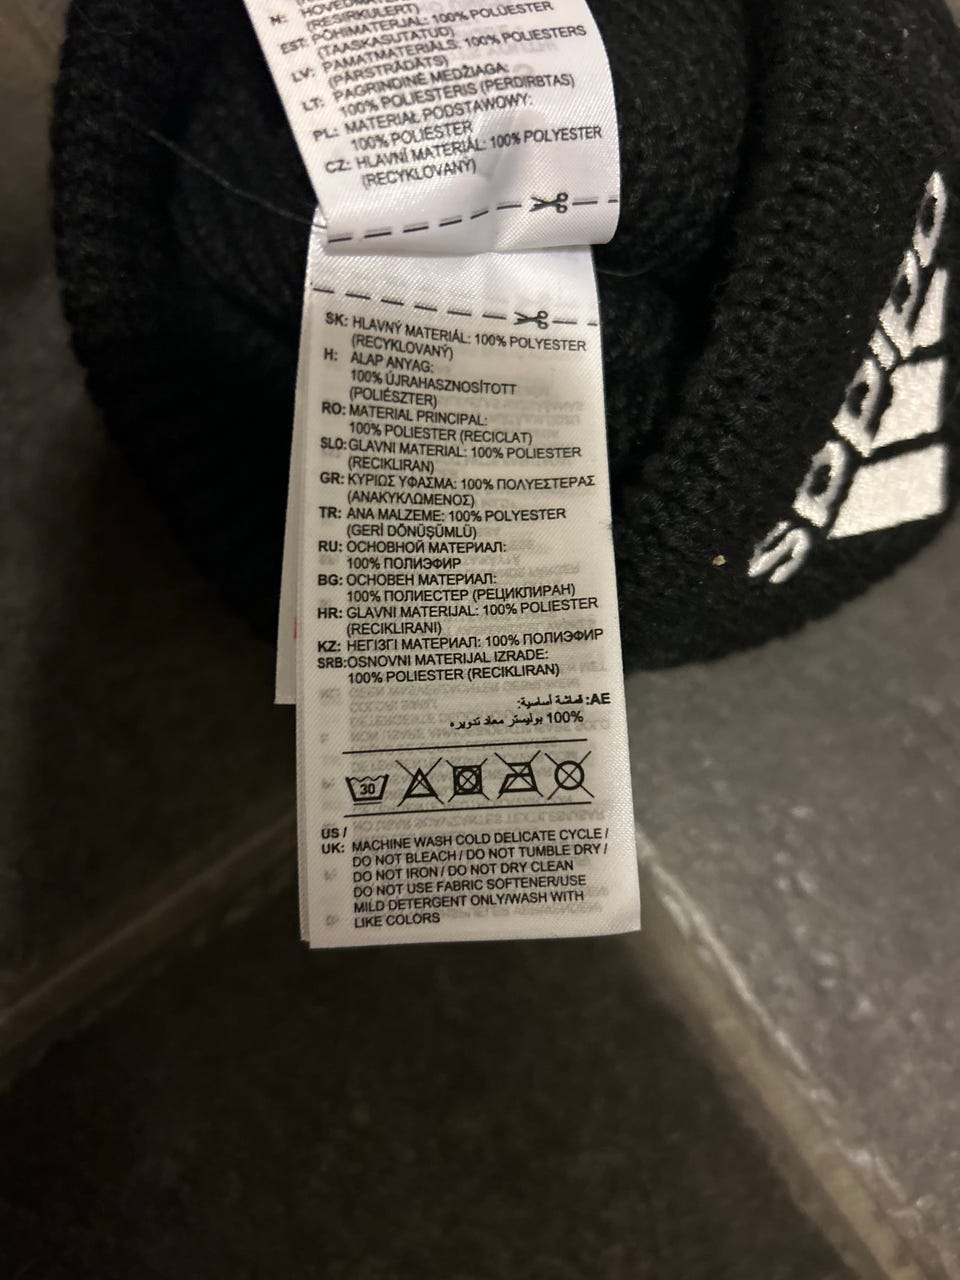 N: HOVEDMATERIALE
(RESIRKULERT)
EST: PÕHIMATERJAL: 100% POLÜESTER
(TAASKASUTATUD)
LV: PAMATMATERIĀLS: 100% POLIESTERS
(PĀRSTRĀDĀTS)
LT: PAGRINDINĖ MEDŽIAGA:
100% POLIESTERIS (PERDIRBTAS)
PL: MATERIAŁ PODSTAWOWY:
100% POLIESTER
CZ: HLAVNÍ MATERIÁL: 100% POLYESTER
(RECYKLOVANÝ)
SK: HLAVNÝ MATERIÁL: 100% POLYESTER
(RECYKLOVANÝ)
H: ALAP ANYAG:
100% ÚJRAHASZNOSÍTOTT
(POLIÉSZTER)
RO: MATERIAL PRINCIPAL:
100% POLIESTER (RECICLAT)
SLO: GLAVNI MATERIAL: 100% POLIESTER
(RECIKLIRAN)
GR: ΚΥΡΙΩΣ ΥΦΑΣΜΑ: 100% ΠΟΛΥΕΣΤΕΡΑΣ
(ΑΝΑΚΥΚΛΩΜΕΝΟΣ)
TR: ANA MALZEME: 100% POLYESTER
(GERİ DÖNÜŞÜMLÜ)
RU: ОСНОВНОЙ МАТЕРИАЛ:
100% ПОЛИЭФИР
BG: ОСНОВЕН МАТЕРИАЛ:
100% ПОЛИЕСТЕР (РЕЦИКЛИРАН)
HR: GLAVNI MATERIJAL: 100% POLIESTER
(RECIKLIRANI)
KZ: НЕГІЗГІ МАТЕРИАЛ: 100% ПОЛИЭФИР
SRB: OSNOVNI MATERIJAL IZRADE:
100% POLIESTER (RECIKLIRAN)
AE: قماشة أساسية:
100% بوليستر معاد تدويره
30
US /
UK: MACHINE WASH COLD DELICATE CYCLE /
DO NOT BLEACH / DO NOT TUMBLE DRY /
DO NOT IRON / DO NOT DRY CLEAN
DO NOT USE FABRIC SOFTENER/USE
MILD DETERGENT ONLY/WASH WITH
LIKE COLORS